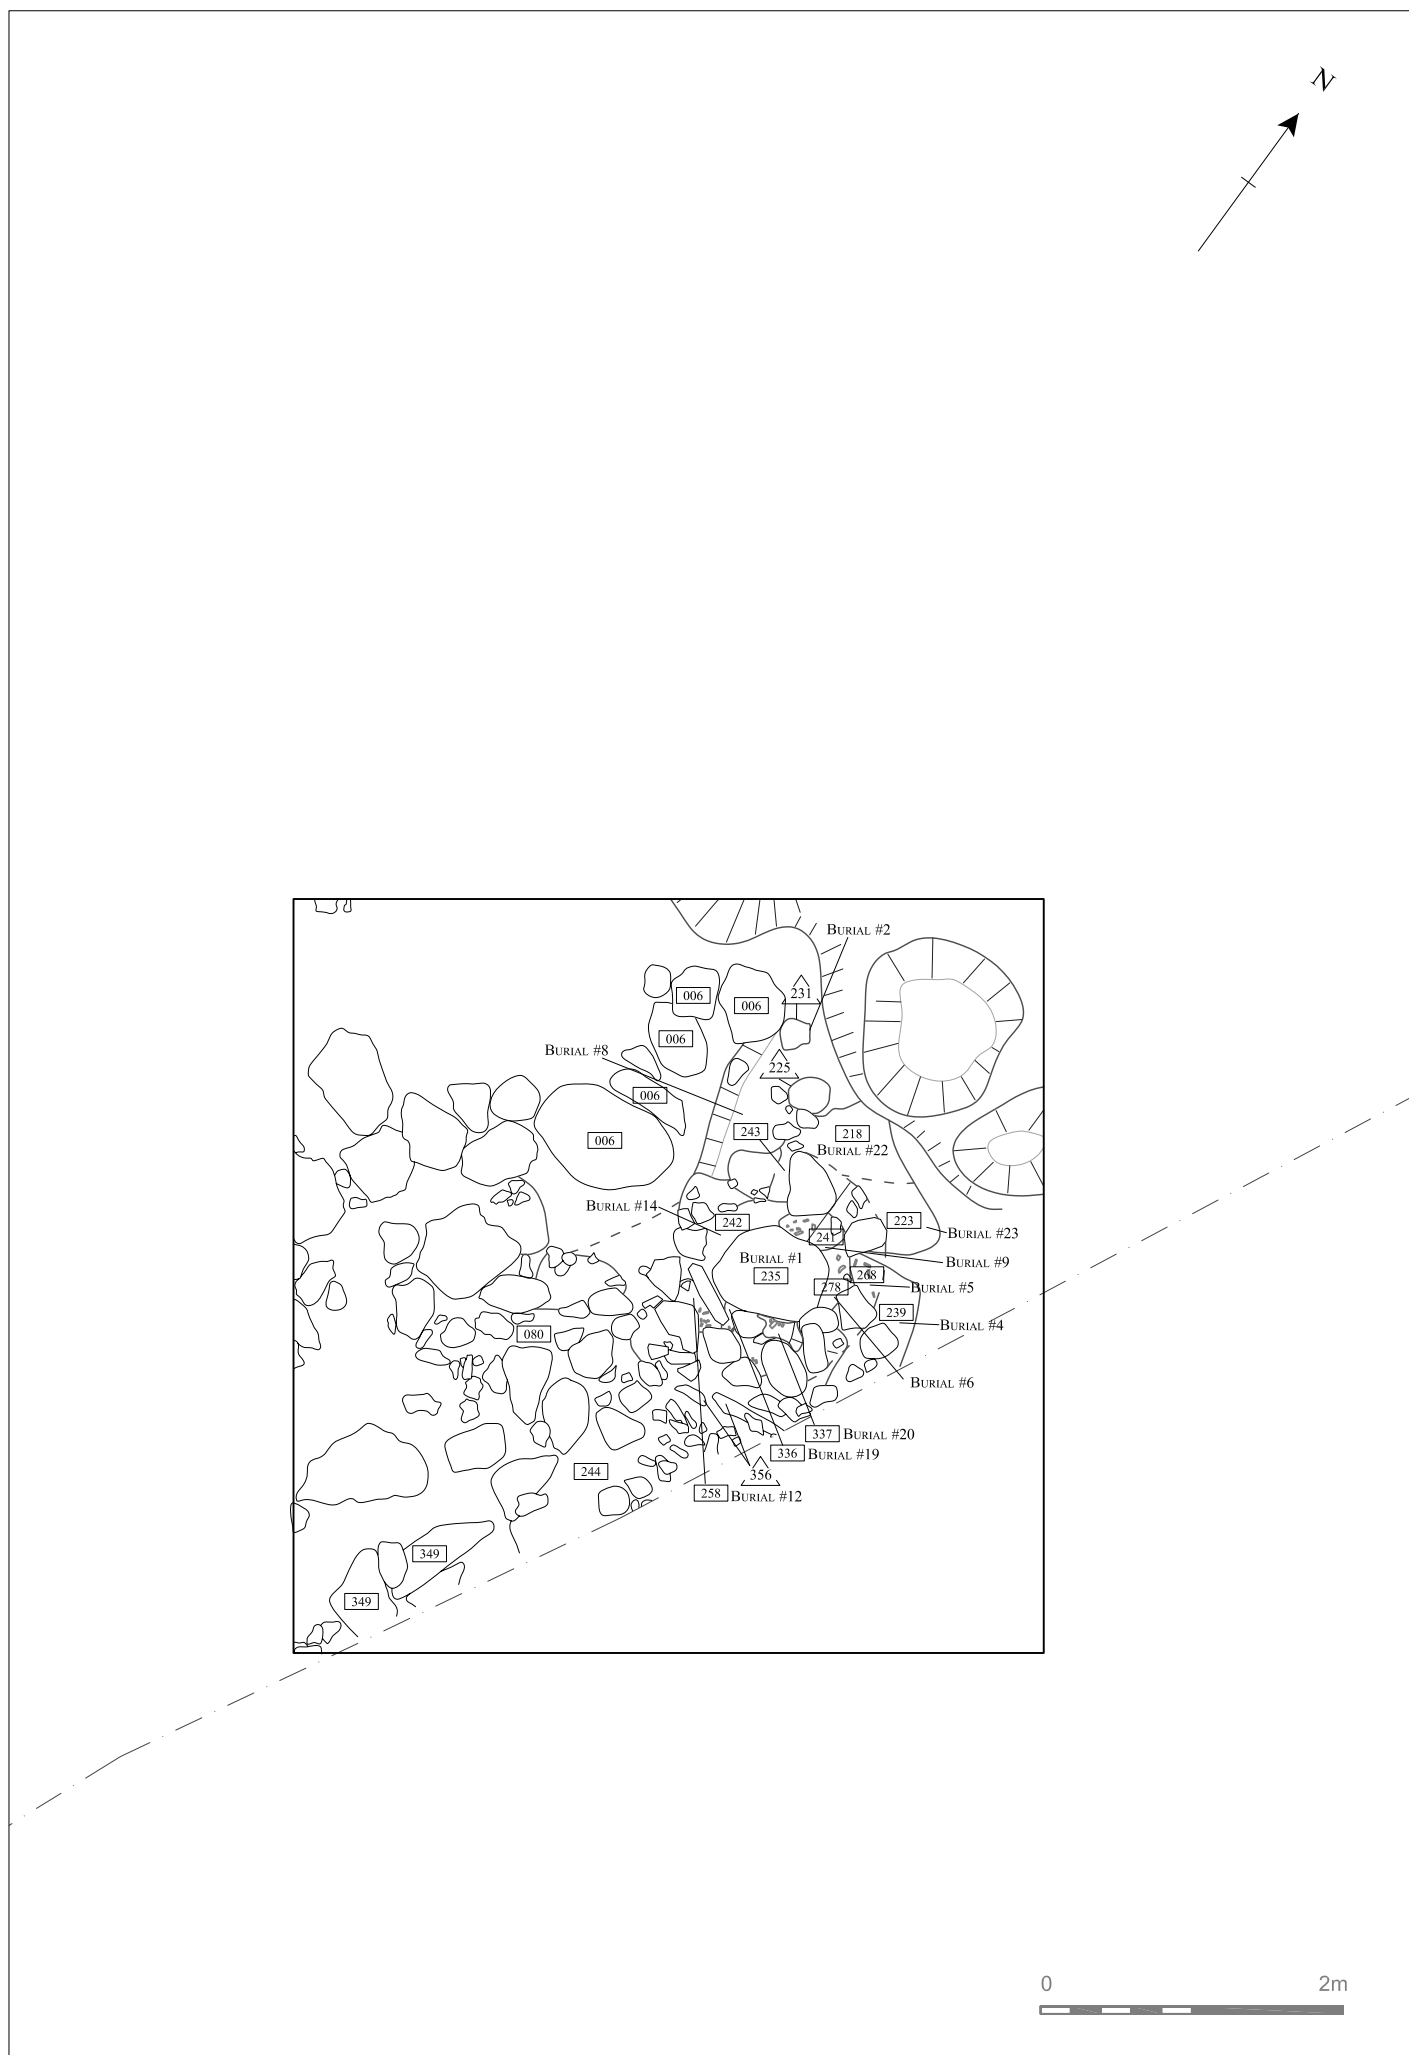 N
BURIAL #2
231
006
006
006
BURIAL #8
225
006
243
218
006
BURIAL #22
BURIAL #14
242
223
241
BURIAL #23
BURIAL #1
BURIAL #9
235
268
278
BURIAL #5
239
080
BURIAL #4
BURIAL #6
337 BURIAL #20
336 BURIAL #19
244
356
258 BURIAL #12
349
349
0 2m